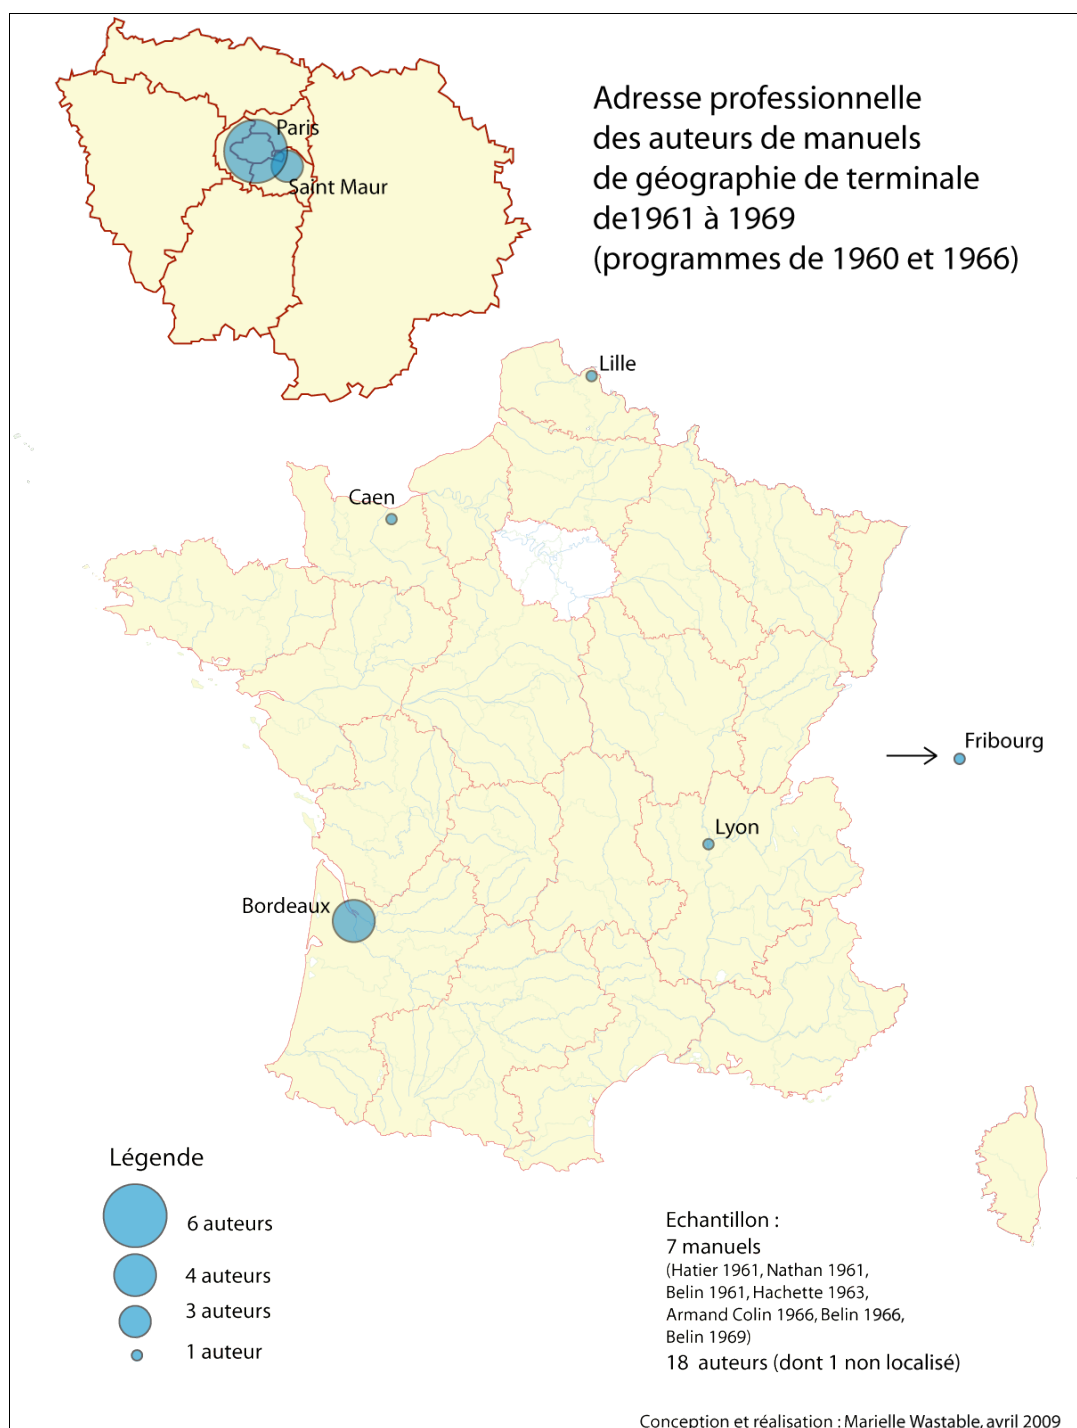 Adresse professionnelle
des auteurs de manuels
de géographie de terminale
de1961 à 1969
(programmes de 1960 et 1966)
Paris
Saint Maur
Lille
Caen
Fribourg
Lyon
Bordeaux
Légende
6 auteurs
4 auteurs
3 auteurs
1 auteur
Echantillon :
7 manuels
(Hatier 1961, Nathan 1961,
Belin 1961, Hachette 1963,
Armand Colin 1966, Belin 1966,
Belin 1969)
18 auteurs (dont 1 non localisé)
Conception et réalisation : Marielle Wastable, avril 2009